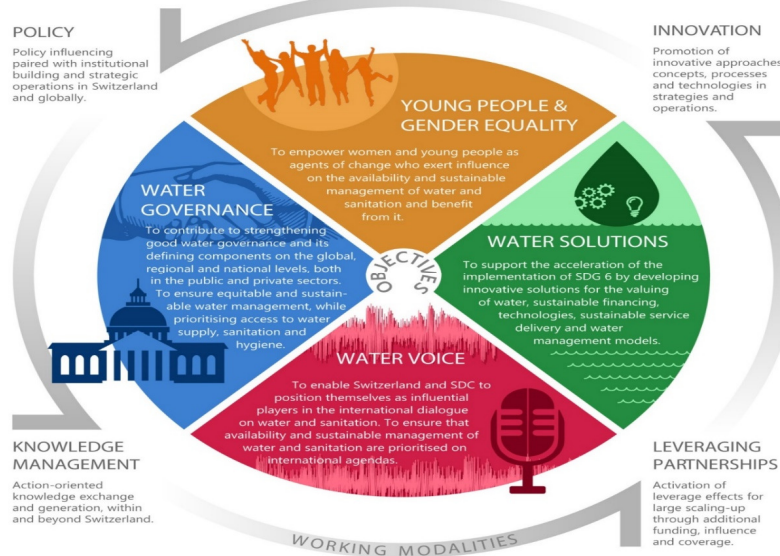 POLICY
Policy influencing
paired with institutional
building and strategic
operations in Switzerland
and globally.
INNOVATION
Promotion of
innovative approaches,
concepts, processes
and technologies in
strategies and
operations.
YOUNG PEOPLE &
GENDER EQUALITY
To empower women and young people as
agents of change who exert influence
on the availability and sustainable
management of water and
sanitation and benefit
from it.
WATER
GOVERNANCE
To contribute to strengthening
good water governance and its
defining components on the global,
regional and national levels, both
in the public and private sectors.
To ensure equitable and sustain-
able water management, while
prioritising access to water
supply, sanitation and
hygiene.
OBJECTIVES
WATER SOLUTIONS
To support the acceleration of the
implementation of SDG 6 by developing
innovative solutions for the valuing
of water, sustainable financing,
technologies, sustainable service
delivery and water
management models.
WATER VOICE
To enable Switzerland and SDC to
position themselves as influential
players in the international dialogue
on water and sanitation. To ensure that
availability and sustainable management of
water and sanitation are prioritised on
international agendas.
KNOWLEDGE
MANAGEMENT
Action-oriented
knowledge exchange
and generation, within
and beyond Switzerland.
LEVERAGING
PARTNERSHIPS
Activation of
leverage effects for
large scaling-up
through additional
funding, influence
and coverage.
WORKING MODALITIES